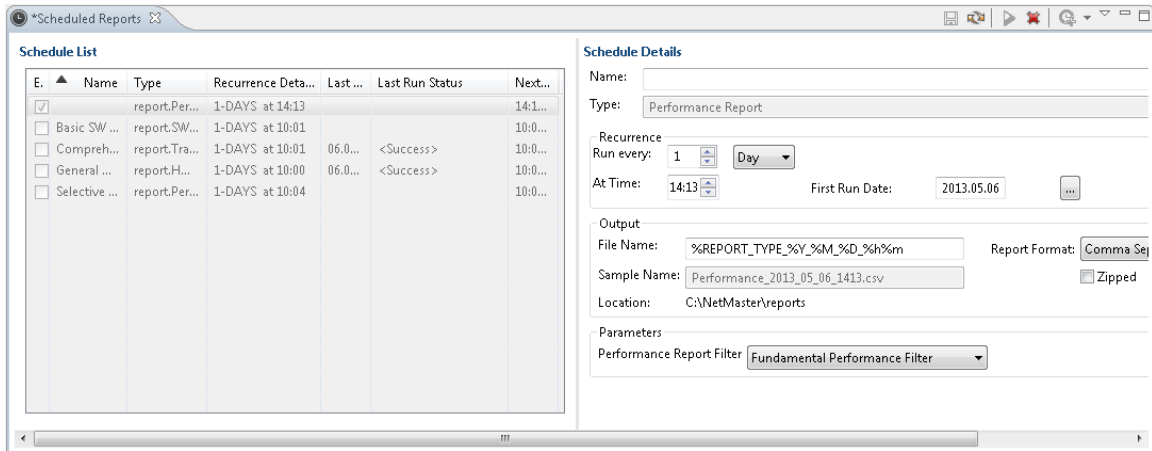 *Scheduled Reports
Schedule List
E. Name Type Recurrence Deta... Last ... Last Run Status Next...
report.Per... 1-DAYS at 14:13 14:1...
Basic SW ... report.SW... 1-DAYS at 10:01 10:0...
Compreh... report.Tra... 1-DAYS at 10:01 06.0... <Success> 10:0...
General ... report.H... 1-DAYS at 10:00 06.0... <Success> 10:0...
Selective ... report.Per... 1-DAYS at 10:04 10:0...
Schedule Details
Name:
Type: Performance Report
Recurrence
Run every: 1 Day
At Time: 14:13 First Run Date: 2013.05.06 ...
Output
File Name: %REPORT_TYPE_%Y_%M_%D_%h%m Report Format: Comma Sep
Sample Name: Performance_2013_05_06_1413.csv Zipped
Location: C:\NetMaster\reports
Parameters
Performance Report Filter Fundamental Performance Filter